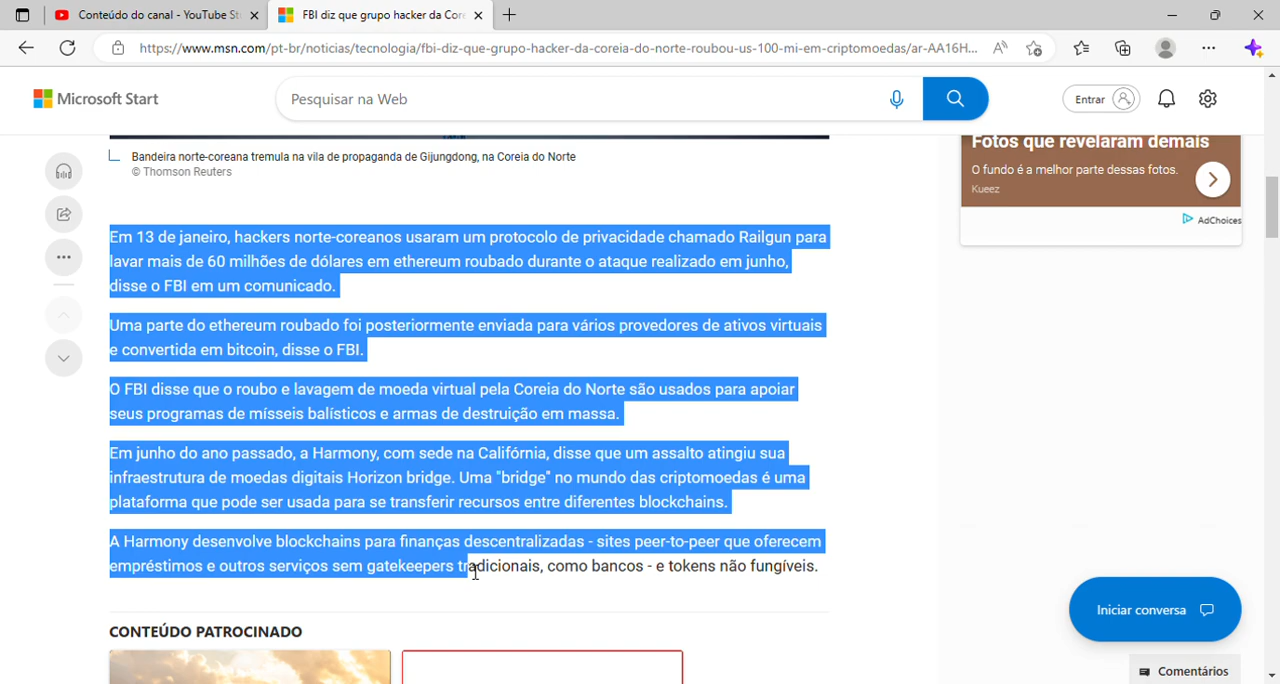 Conteúdo do canal - YouTube St
FBI diz que grupo hacker da Core
https://www.msn.com/pt-br/noticias/tecnologia/fbi-diz-que-grupo-hacker-da-coreia-do-norte-roubou-us-100-mi-em-criptomoedas/ar-AA16H...
Microsoft Start
Pesquisar na Web
Entrar
Bandeira norte-coreana tremula na vila de propaganda de Gijungdong, na Coreia do Norte
© Thomson Reuters
Fotos que revelaram demais
O fundo é a melhor parte dessas fotos.
Kueez
AdChoices
Em 13 de janeiro, hackers norte-coreanos usaram um protocolo de privacidade chamado Railgun para
lavar mais de 60 milhões de dólares em ethereum roubado durante o ataque realizado em junho,
disse o FBI em um comunicado.
Uma parte do ethereum roubado foi posteriormente enviada para vários provedores de ativos virtuais
e convertida em bitcoin, disse o FBI.
O FBI disse que o roubo e lavagem de moeda virtual pela Coreia do Norte são usados para apoiar
seus programas de mísseis balísticos e armas de destruição em massa.
Em junho do ano passado, a Harmony, com sede na Califórnia, disse que um assalto atingiu sua
infraestrutura de moedas digitais Horizon bridge. Uma "bridge" no mundo das criptomoedas é uma
plataforma que pode ser usada para se transferir recursos entre diferentes blockchains.
A Harmony desenvolve blockchains para finanças descentralizadas - sites peer-to-peer que oferecem
empréstimos e outros serviços sem gatekeepers tradicionais, como bancos - e tokens não fungíveis.
CONTEÚDO PATROCINADO
Iniciar conversa
Comentários